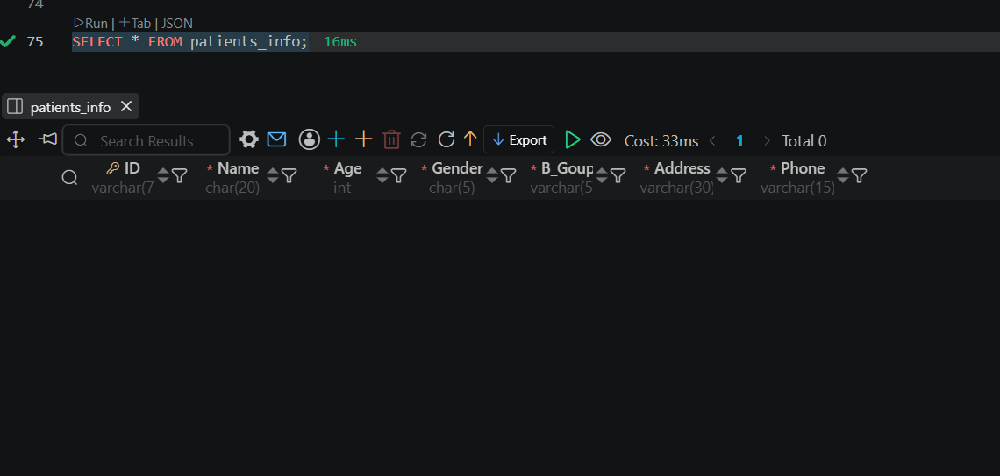 74
Run | Tab | JSON
75 SELECT * FROM patients_info; 16ms
patients_info
Search Results Export Cost: 33ms 1 Total 0
ID * Name * Age * Gender * B_Goup * Address * Phone
varchar(7 char(20) int char(5) varchar(5 varchar(30) varchar(15)